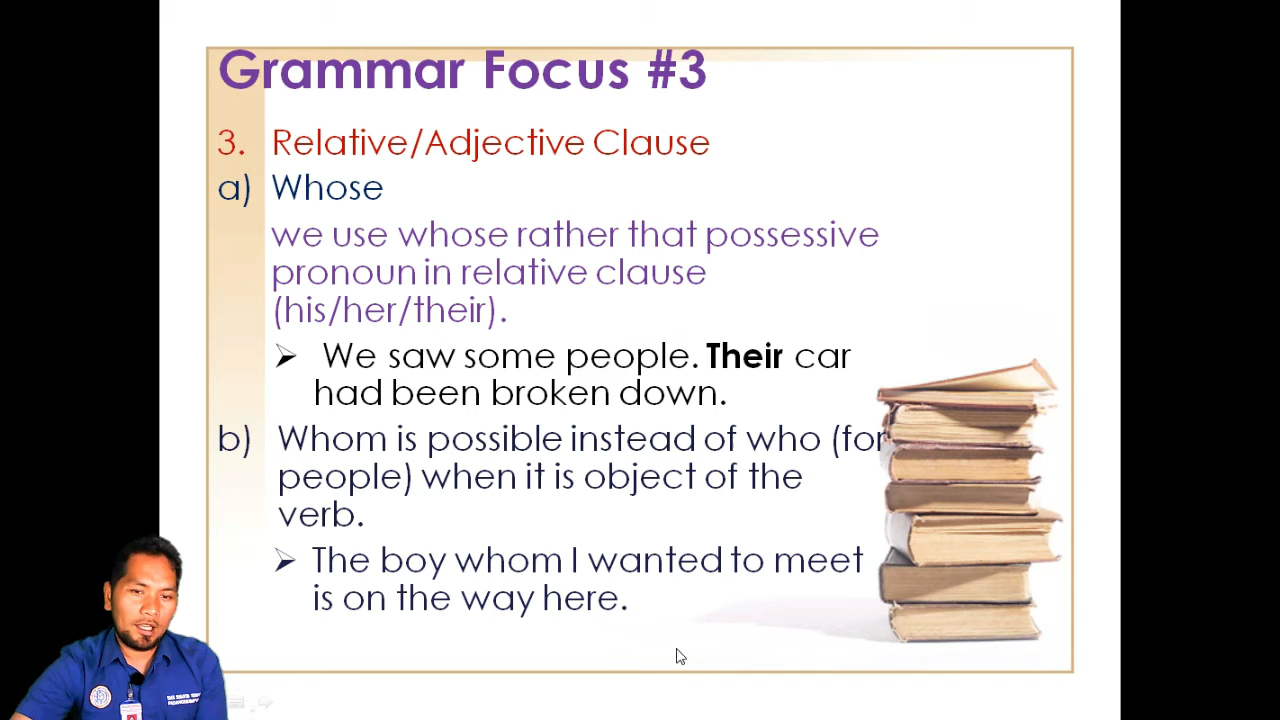 Grammar Focus #3
3. Relative/Adjective Clause
a) Whose
we use whose rather that possessive
pronoun in relative clause
(his/her/their).
➢ We saw some people. Their car
had been broken down.
b) Whom is possible instead of who (for
people) when it is object of the
verb.
➢ The boy whom I wanted to meet
is on the way here.